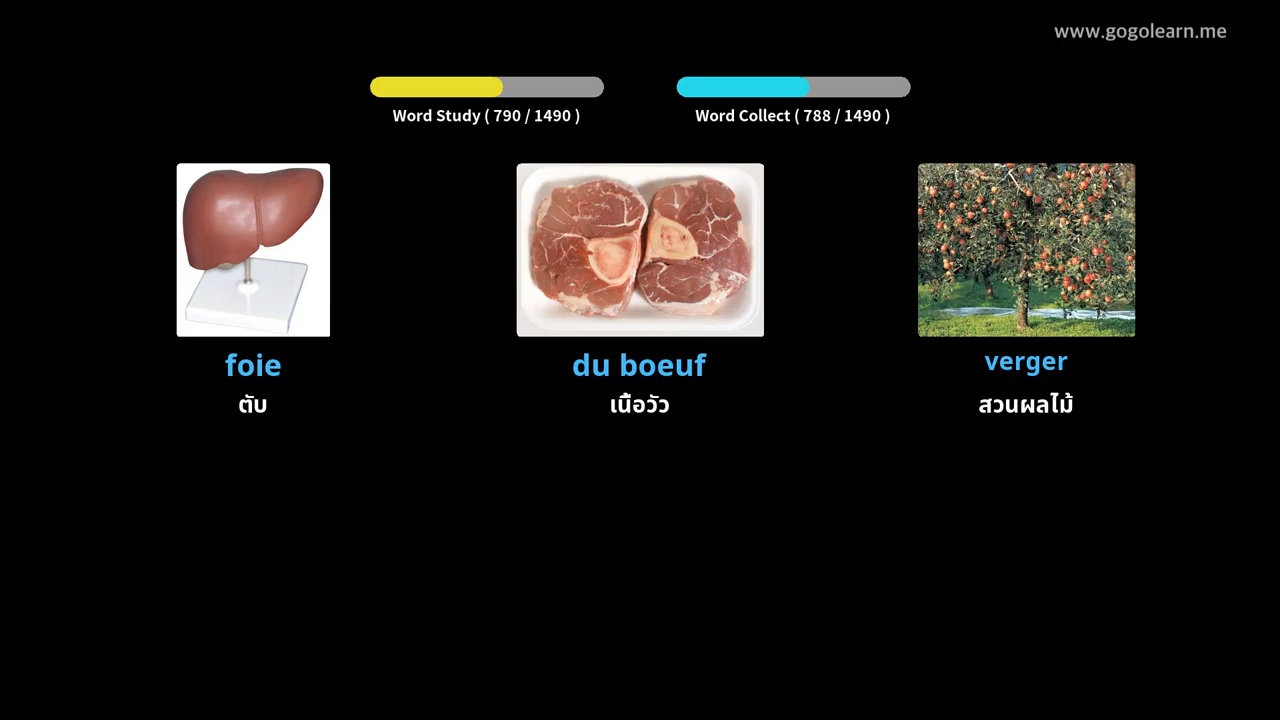 www.gogolearn.me
Word Study ( 790 / 1490 )
Word Collect ( 788 / 1490 )
foie
ตับ
du boeuf
เนื้อวัว
verger
สวนผลไม้